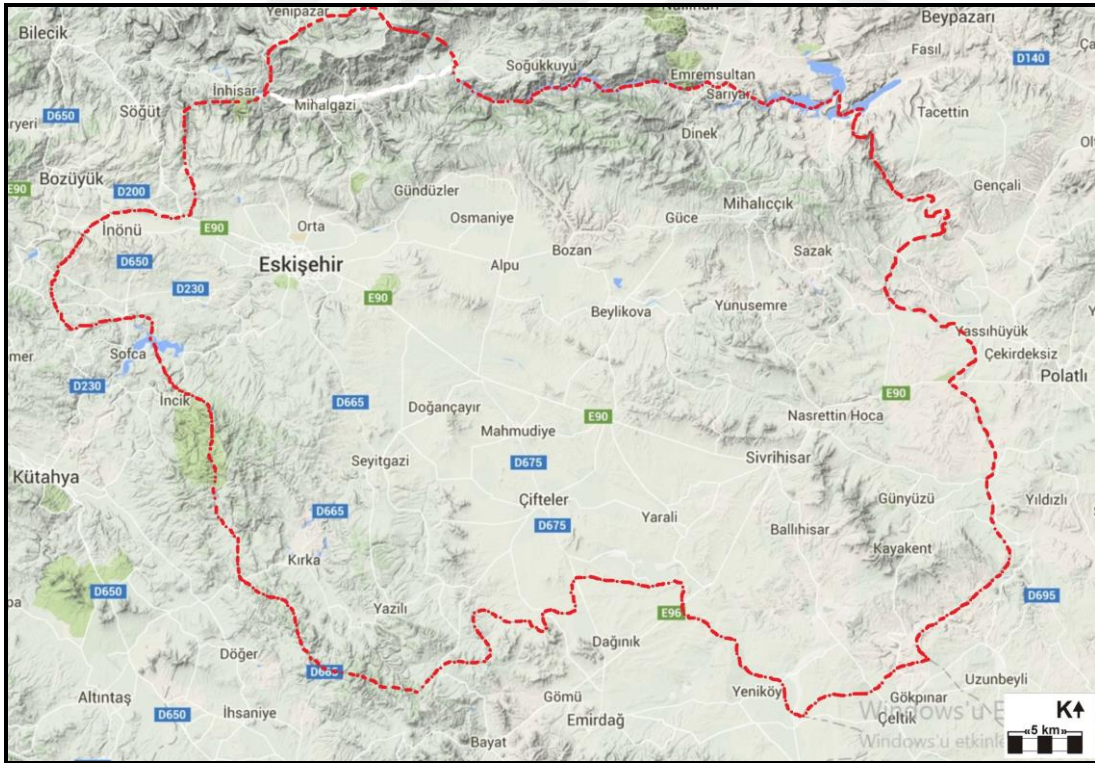 Yenipazar
Nallıhan
Beypazarı
Bilecik
Fasıl
D140
Soğukkuyu
Emremsultan
İnhisar
Sarıyar
Mihalgazi
Söğüt
D650
Tacettin
Dinek
Bozüyük
E90
D200
Gündüzler
Gençali
Mihalıççık
Osmaniye
Güce
İnönü
E90
Orta
Bozan
Sazak
Eskişehir
D650
Alpu
D230
E90
Beylikova
Yunusemre
Yassıhüyük
Sofca
Çekirdeksiz
D230
Polatlı
İncik
D665
Doğançayır
E90
E90
Nasrettin Hoca
Mahmudiye
Seyitgazi
D675
Sivrihisar
Kütahya
Çifteler
Günyüzü
Yıldızlı
D665
Yarali
D675
Ballıhisar
Kayakent
Kırka
D650
D695
Yazılı
E96
Dağınık
Döğer
D665
Uzunbeyli
Altıntaş
Gömü
Yeniköy
Gökpınar
D650
İhsaniye
Emirdağ
Çeltik
K
Bayat
«5 km»